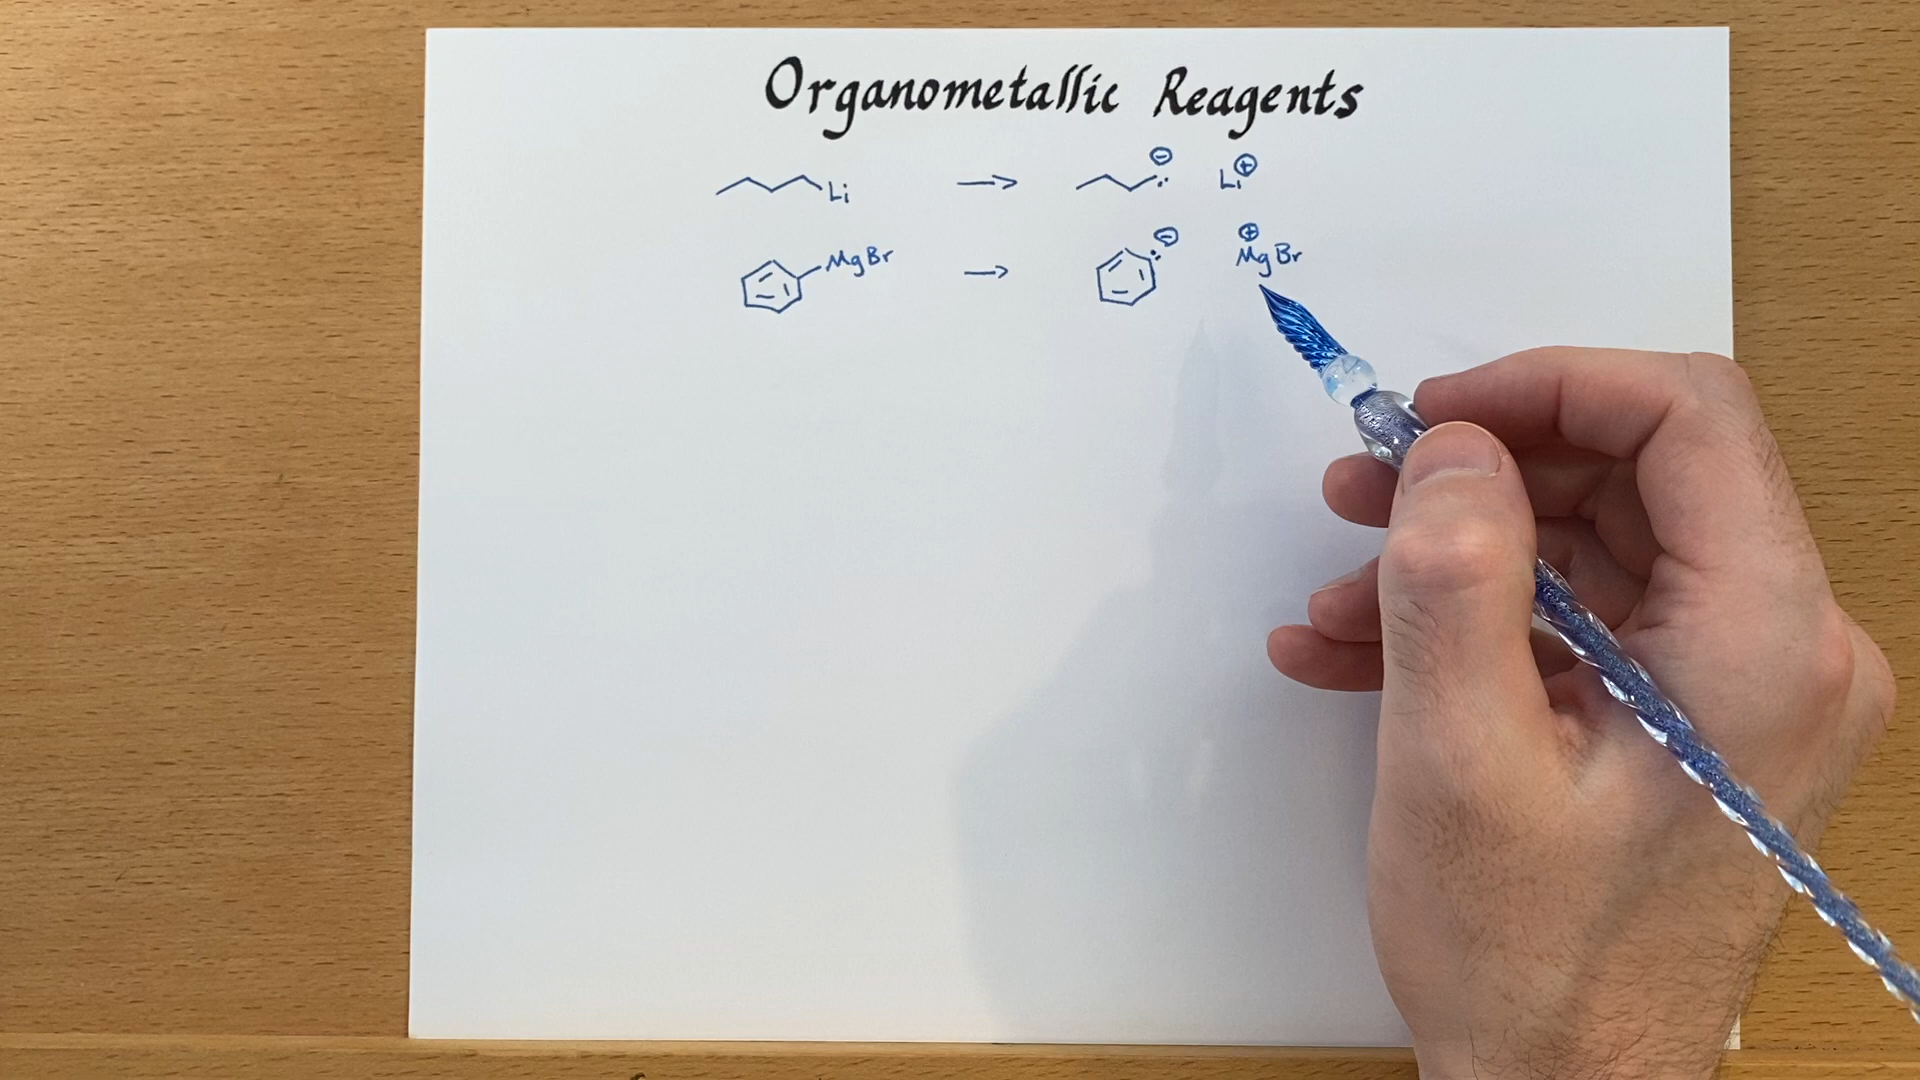 Organometallic Reagents
Li → ⊖ : Li ⊕
MgBr → ⊖ : ⊕ MgBr